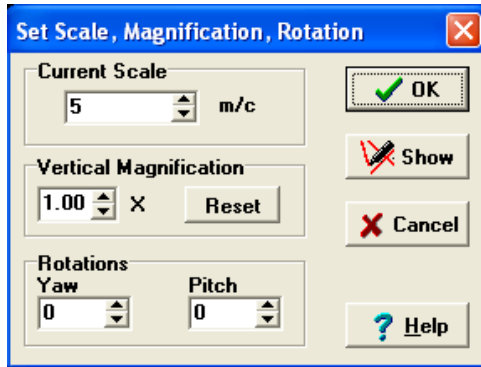 Set Scale, Magnification, Rotation
Current Scale
5 m/c
OK
Show
Vertical Magnification
1.00 X Reset
Cancel
Rotations
Yaw Pitch
0 0
? Help